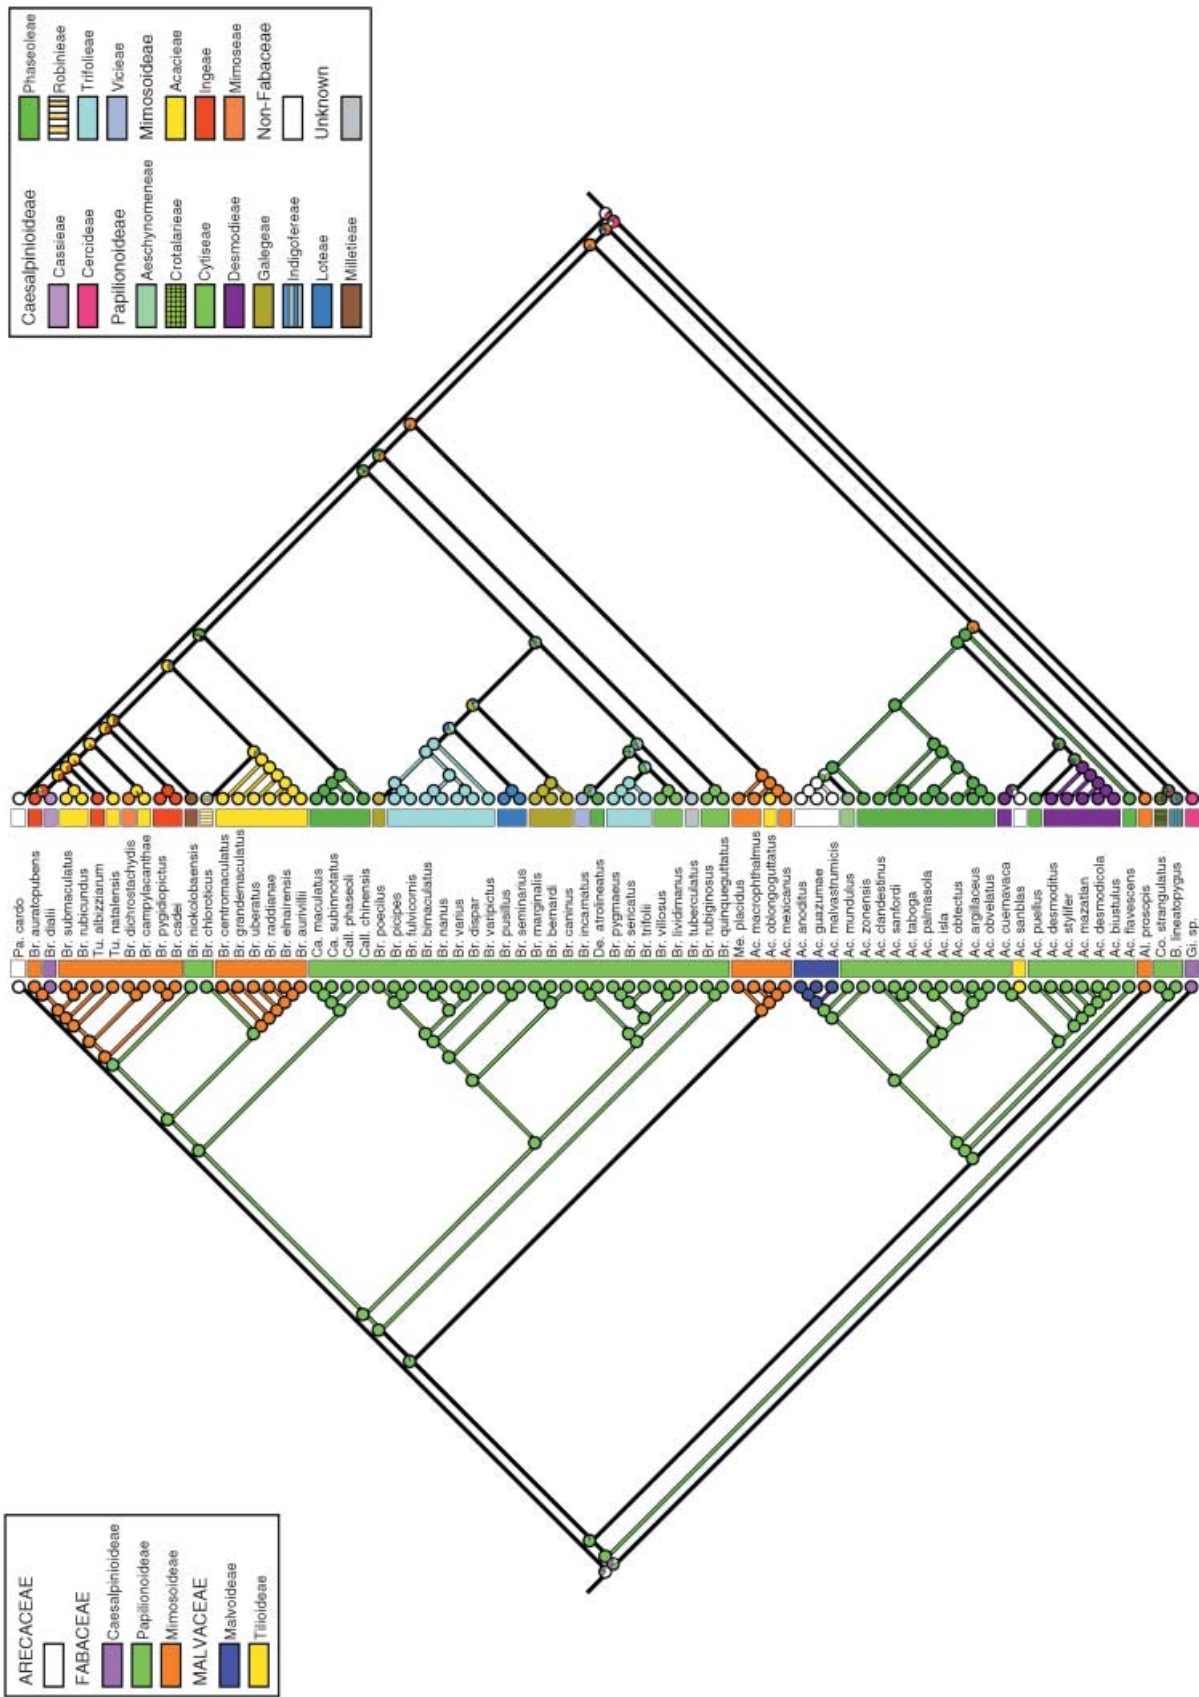 ARECACEAE
FABACEAE
Caesalpinioideae
Papilionoideae
Mimosoideae
MALVACEAE
Malvoideae
Tilioideae
Caesalpinioideae
Cassieae
Cercideae
Papilionoideae
Aeschynomeneae
Crotalarieae
Cytiseae
Desmodieae
Galegeae
Indigofereae
Loteae
Milletieae
Phaseoleae
Robinieae
Trifolieae
Vicieae
Mimosoideae
Acacieae
Ingeae
Mimoseae
Non-Fabaceae
Unknown
Pa. cardo
Br. auratopubens
Br. dialii
Br. submaculatus
Br. rubicundus
Tu. albizziarum
Tu. natalensis
Br. dichrostachydis
Br. campylacanthae
Br. pygidiopictus
Br. cadei
Br. niokolobaensis
Br. chloroticus
Br. centromaculatus
Br. grandemaculatus
Br. uberatus
Br. raddianae
Br. elnairensis
Br. aurivillii
Ca. maculatus
Ca. subinnotatus
Call. phaseoli
Call. chinensis
Br. poecilus
Br. picipes
Br. fulvicornis
Br. bimaculatus
Br. nanus
Br. varius
Br. dispar
Br. varipictus
Br. pusillus
Br. seminarius
Br. marginalis
Br. bernardi
Br. caninus
Br. incarnatus
De. atrolineatus
Br. pygmaeus
Br. sericatus
Br. trifolii
Br. villosus
Br. lividimanus
Br. tuberculatus
Br. rubiginosus
Br. quinqueguttatus
Me. placidus
Ac. macrophthalmus
Ac. oblongoguttatus
Ac. mexicanus
Ac. anoditus
Ac. guazumae
Ac. malvastrumicis
Ac. mundulus
Ac. zonensis
Ac. clandestinus
Ac. sanfordi
Ac. taboga
Ac. palmasola
Ac. isla
Ac. obtectus
Ac. argillaceus
Ac. obvelatus
Ac. cuernavaca
Ac. sanblas
Ac. puellus
Ac. desmoditus
Ac. stylifer
Ac. mazatlan
Ac. desmodicola
Ac. biustulus
Ac. flavescens
Al. prosopis
Co. strangulatus
B. lineatopygus
Gi. sp.